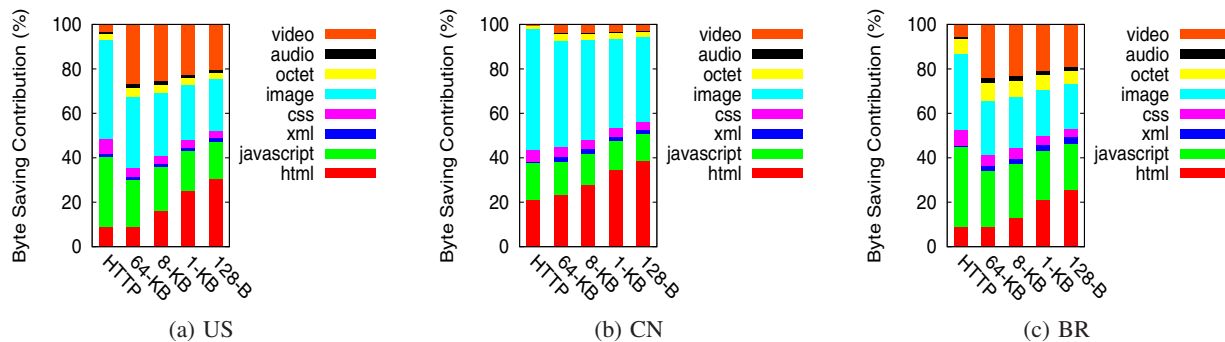 Byte Saving Contribution (%)
100
80
60
40
20
0
HTTP
64-KB
8-KB
1-KB
128-B
video
audio
octet
image
css
xml
javascript
html
(a) US
Byte Saving Contribution (%)
100
80
60
40
20
0
HTTP
64-KB
8-KB
1-KB
128-B
video
audio
octet
image
css
xml
javascript
html
(b) CN
Byte Saving Contribution (%)
100
80
60
40
20
0
HTTP
64-KB
8-KB
1-KB
128-B
video
audio
octet
image
css
xml
javascript
html
(c) BR